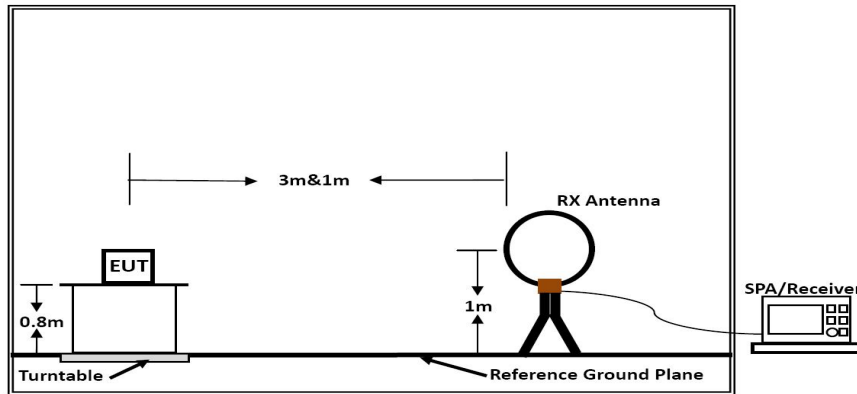 3m&1m
RX Antenna
EUT
SPA/Receiver
0.8m
1m
Turntable
Reference Ground Plane